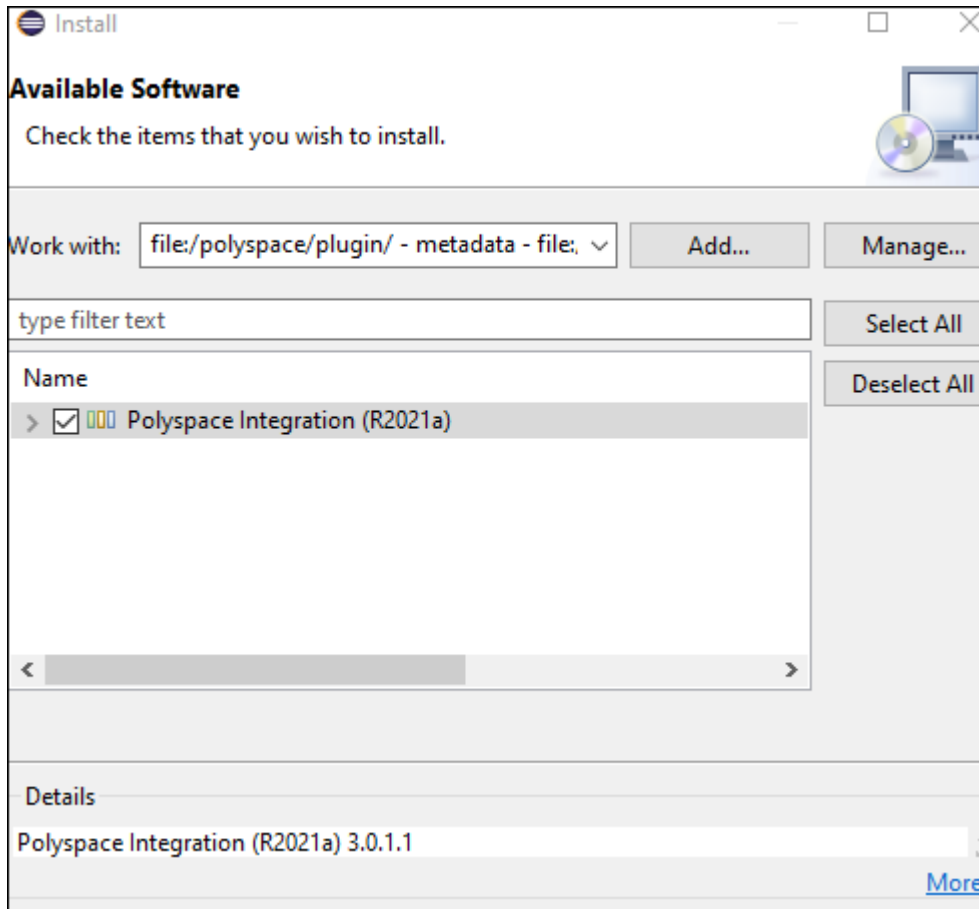 Install
Available Software
Check the items that you wish to install.
Work with: file:/polyspace/plugin/ - metadata - file:, Add... Manage...
type filter text Select All
Name Deselect All
Polyspace Integration (R2021a)
Details
Polyspace Integration (R2021a) 3.0.1.1
More